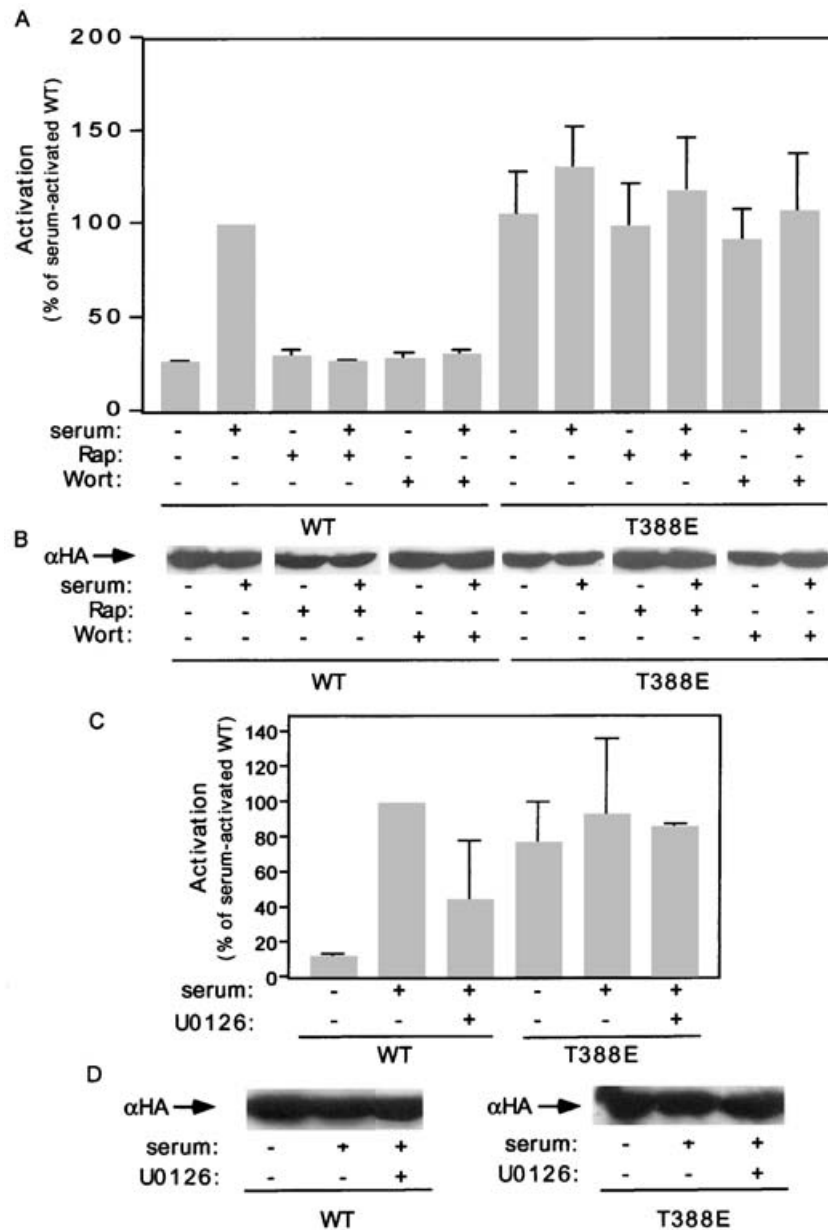 A
200
150
100
50
0
Activation
(% of serum-activated WT)
serum: - + - + - + - + - + - +
Rap: - - + + - - - - + + - -
Wort: - - - - + + - - - - + +
WT T388E
B
αHA
serum: - + - + - + - + - + - +
Rap: - - + + - - - - + + - -
Wort: - - - - + + - - - - + +
WT T388E
C
140
120
100
80
60
40
20
0
Activation
(% of serum-activated WT)
serum: - + + - + +
U0126: - - + - - +
WT T388E
D
αHA αHA
serum: - + + serum: - + +
U0126: - - + U0126: - - +
WT T388E